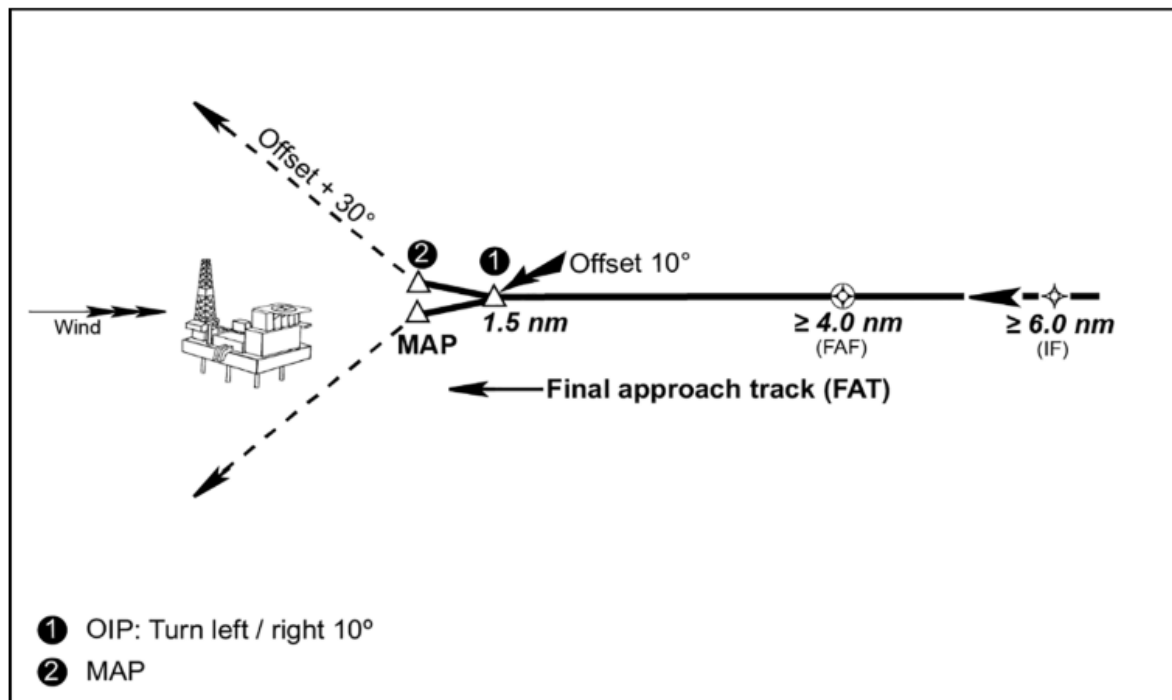 Offset + 30°
2
1
Offset 10°
Wind
1.5 nm
≥ 4.0 nm
(FAF)
≥ 6.0 nm
(IF)
MAP
Final approach track (FAT)
1 OIP: Turn left / right 10º
2 MAP